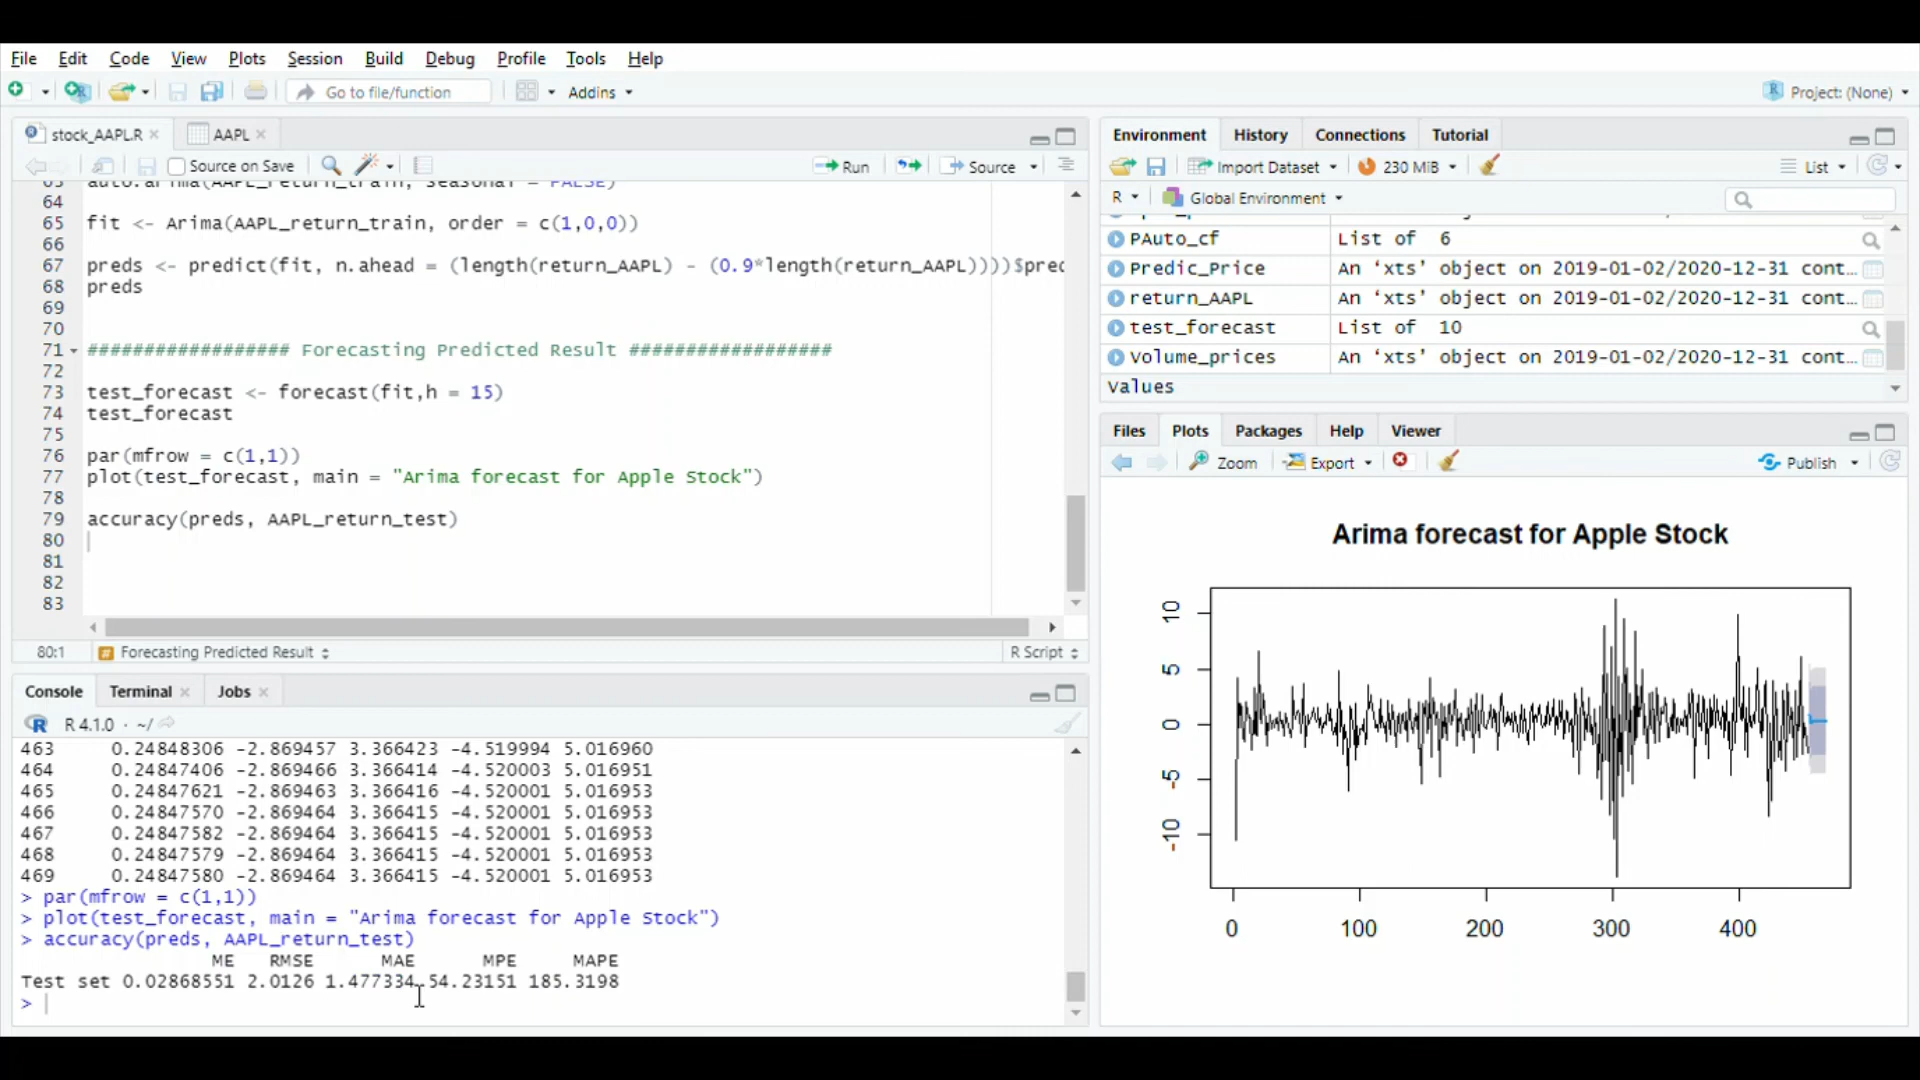 File Edit Code View Plots Session Build Debug Profile Tools Help
Go to file/function Addins Project: (None)
stock_AAPL.R AAPL
Source on Save Run Source
63 auto.arima(AAPL_return_train, seasonal = FALSE)
64
65 fit <- Arima(AAPL_return_train, order = c(1,0,0))
66
67 preds <- predict(fit, n.ahead = (length(return_AAPL) - (0.9*length(return_AAPL))))$pred
68 preds
69
70
71 ################## Forecasting Predicted Result ##################
72
73 test_forecast <- forecast(fit,h = 15)
74 test_forecast
75
76 par(mfrow = c(1,1))
77 plot(test_forecast, main = "Arima forecast for Apple Stock")
78
79 accuracy(preds, AAPL_return_test)
80
81
82
83
80:1 Forecasting Predicted Result R Script
Console Terminal Jobs
R 4.1.0 · ~/
463 0.24848306 -2.869457 3.366423 -4.519994 5.016960
464 0.24847406 -2.869466 3.366414 -4.520003 5.016951
465 0.24847621 -2.869463 3.366416 -4.520001 5.016953
466 0.24847570 -2.869464 3.366415 -4.520001 5.016953
467 0.24847582 -2.869464 3.366415 -4.520001 5.016953
468 0.24847579 -2.869464 3.366415 -4.520001 5.016953
469 0.24847580 -2.869464 3.366415 -4.520001 5.016953
> par(mfrow = c(1,1))
> plot(test_forecast, main = "Arima forecast for Apple Stock")
> accuracy(preds, AAPL_return_test)
ME RMSE MAE MPE MAPE
Test set 0.02868551 2.0126 1.477334 54.23151 185.3198
>
Environment History Connections Tutorial
Import Dataset 230 MiB List
R Global Environment
PAuto_cf List of 6
Predic_Price An ‘xts’ object on 2019-01-02/2020-12-31 cont…
return_AAPL An ‘xts’ object on 2019-01-02/2020-12-31 cont…
test_forecast List of 10
Volume_prices An ‘xts’ object on 2019-01-02/2020-12-31 cont…
Values
Files Plots Packages Help Viewer
Zoom Export Publish
Arima forecast for Apple Stock
10
5
0
-5
-10
0 100 200 300 400